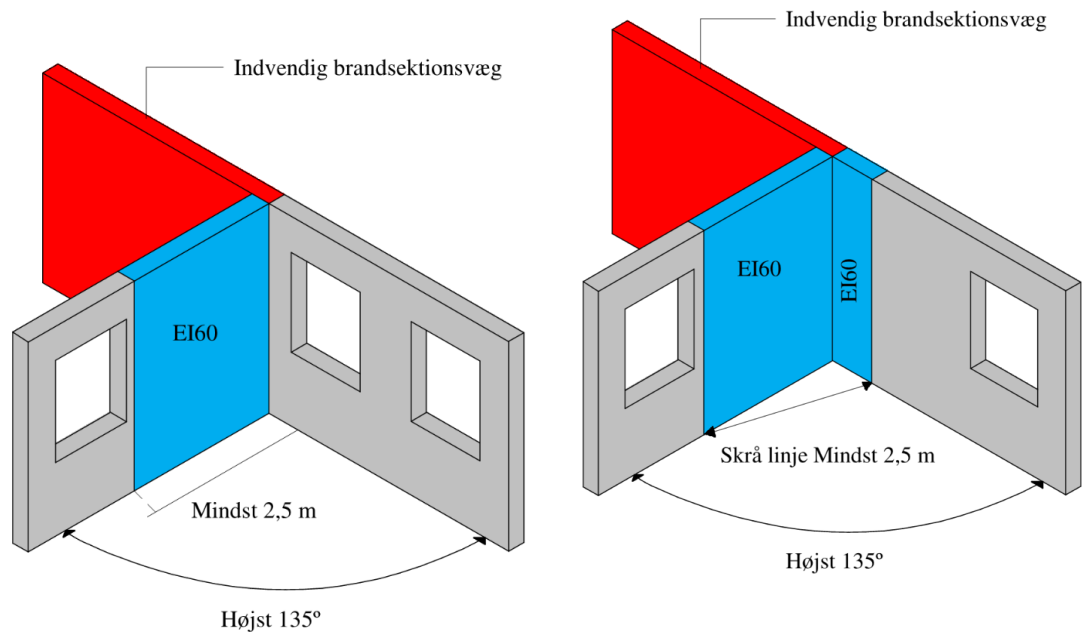 Indvendig brandsektionsvæg
EI60
Mindst 2,5 m
Højst 135º
Indvendig brandsektionsvæg
EI60
EI60
Skrå linje Mindst 2,5 m
Højst 135º